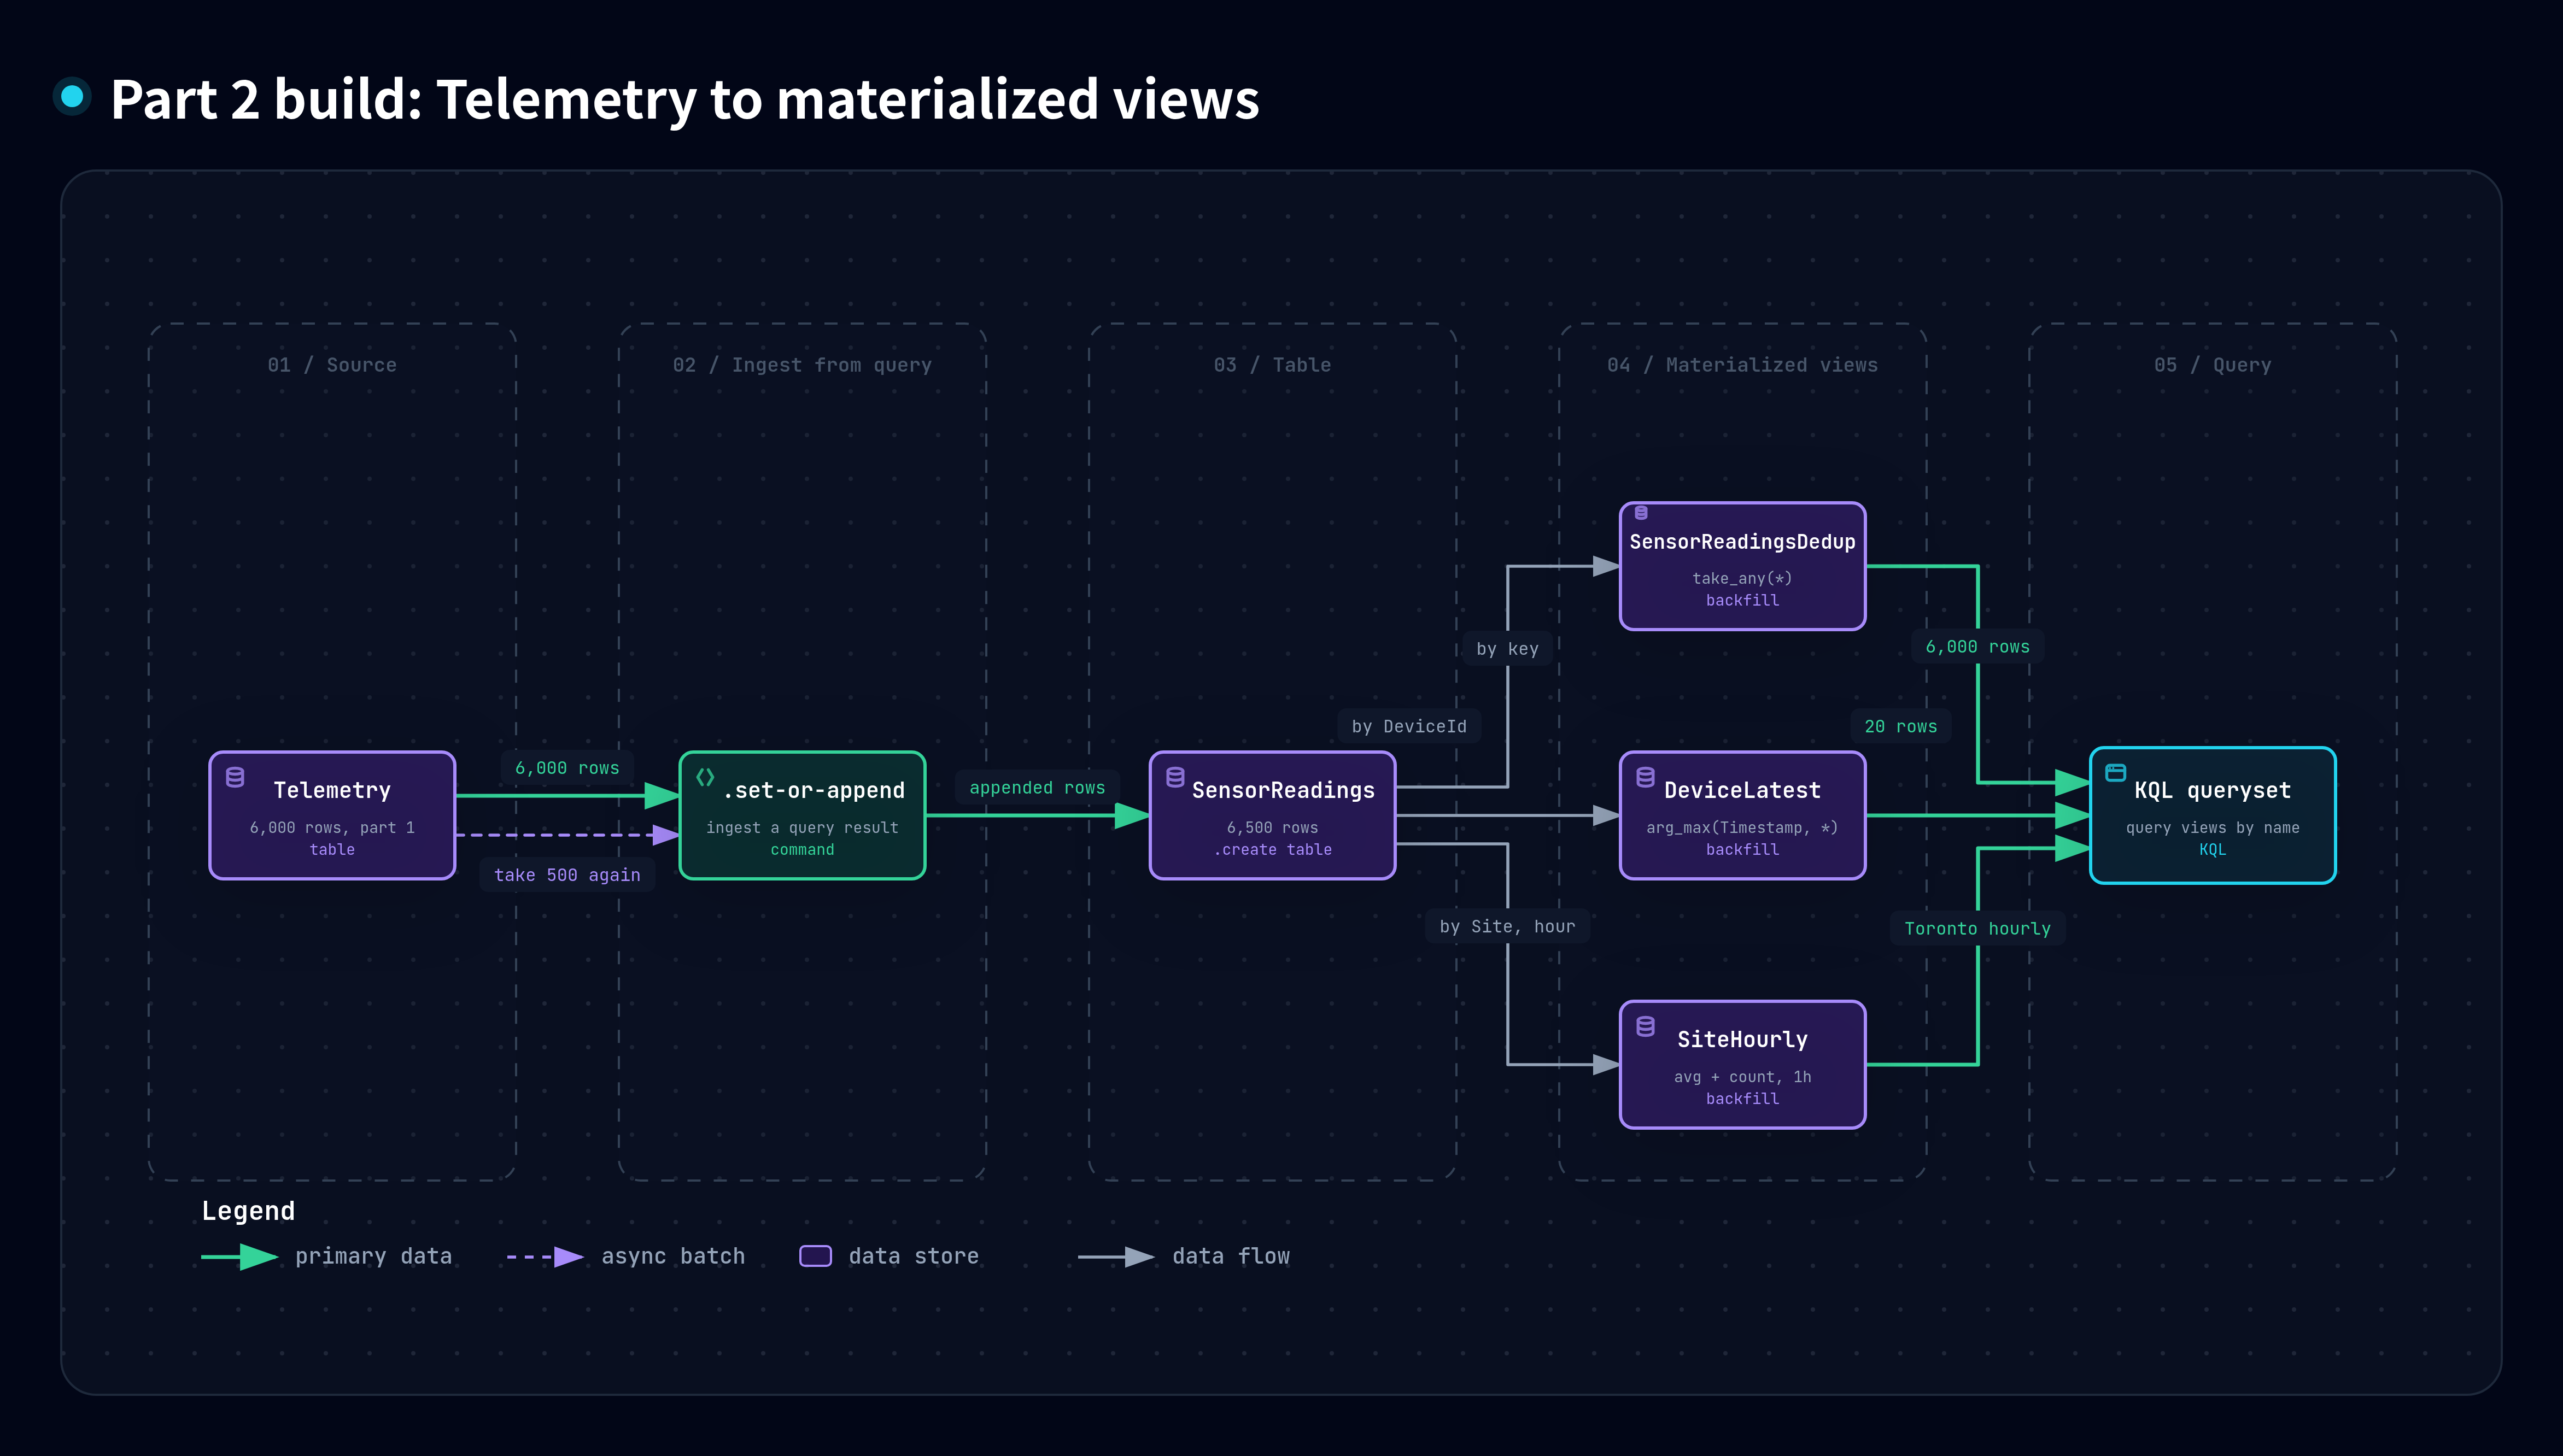 Part 2 build: Telemetry to materialized views
01 / Source
02 / Ingest from query
03 / Table
04 / Materialized views
05 / Query
Telemetry
6,000 rows, part 1
table
6,000 rows
take 500 again
.set-or-append
ingest a query result
command
appended rows
SensorReadings
6,500 rows
.create table
by key
by DeviceId
by Site, hour
SensorReadingsDedup
take_any(*)
backfill
DeviceLatest
arg_max(Timestamp, *)
backfill
SiteHourly
avg + count, 1h
backfill
6,000 rows
20 rows
Toronto hourly
KQL queryset
query views by name
KQL
Legend
primary data
async batch
data store
data flow